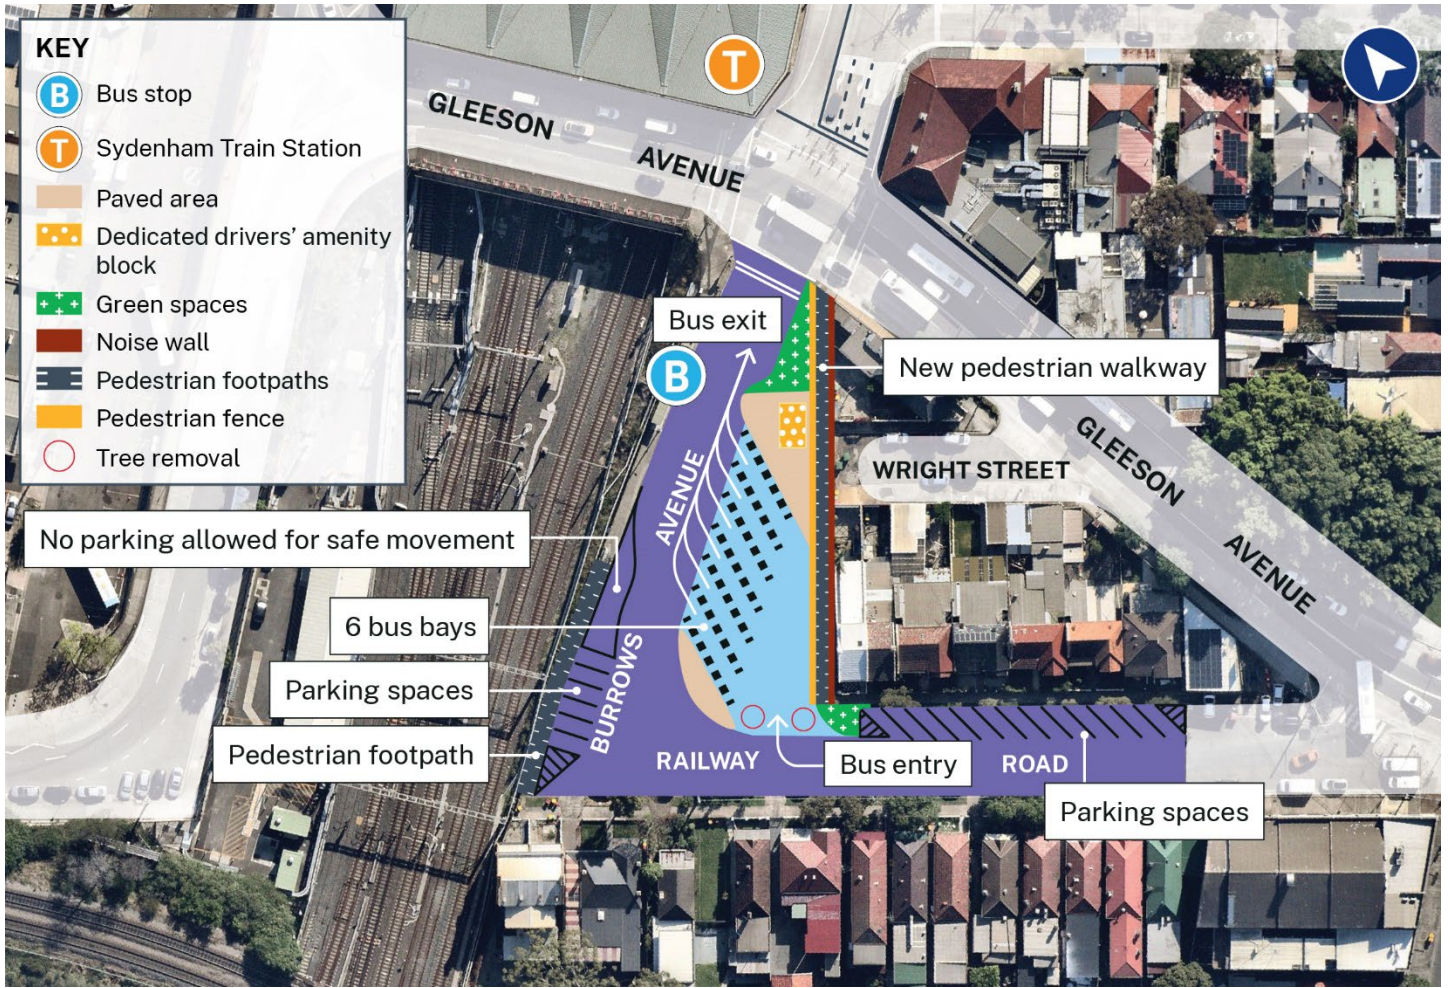 KEY
B Bus stop
T Sydenham Train Station
Paved area
Dedicated drivers’ amenity
block
Green spaces
Noise wall
Pedestrian footpaths
Pedestrian fence
Tree removal
T
GLEESON
AVENUE
Bus exit
B
New pedestrian walkway
GLEESON
AVENUE
WRIGHT STREET
AVENUE
No parking allowed for safe movement
6 bus bays
Parking spaces
BURROWS
Pedestrian footpath
RAILWAY
Bus entry
ROAD
Parking spaces